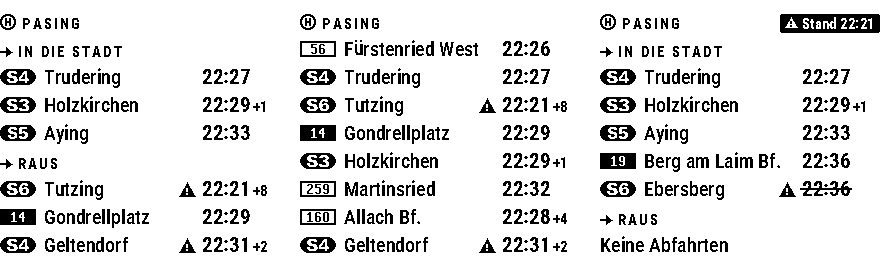 H PASING
→ IN DIE STADT
S4 Trudering 22:27
S3 Holzkirchen 22:29 +1
S5 Aying 22:33
→ RAUS
S6 Tutzing 22:21 +8
14 Gondrellplatz 22:29
S4 Geltendorf 22:31 +2
H PASING
56 Fürstenried West 22:26
S4 Trudering 22:27
S6 Tutzing 22:21 +8
14 Gondrellplatz 22:29
S3 Holzkirchen 22:29 +1
259 Martinsried 22:32
160 Allach Bf. 22:28 +4
S4 Geltendorf 22:31 +2
H PASING Stand 22:21
→ IN DIE STADT
S4 Trudering 22:27
S3 Holzkirchen 22:29 +1
S5 Aying 22:33
19 Berg am Laim Bf. 22:36
S6 Ebersberg 22:36
→ RAUS
Keine Abfahrten